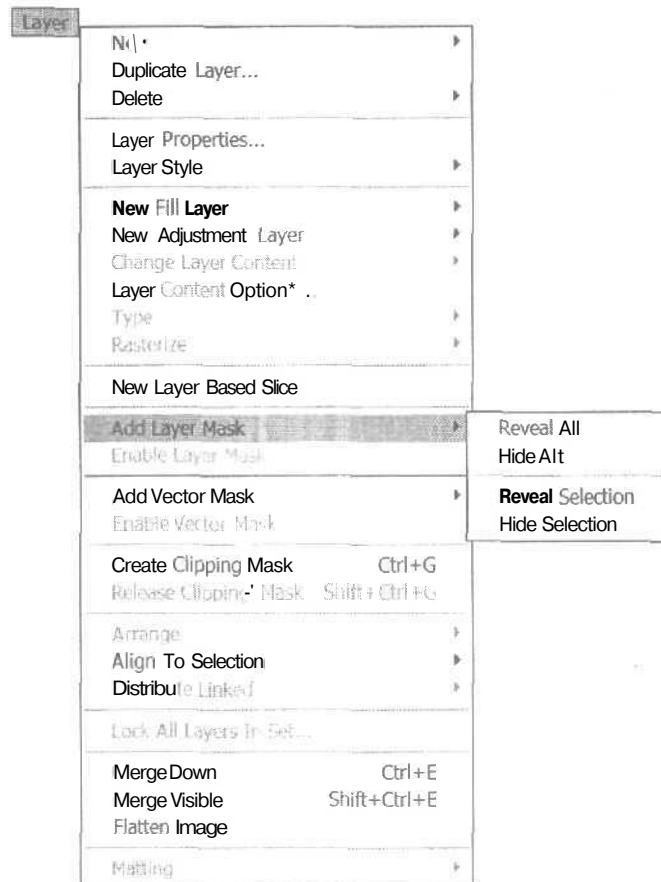 Layer
Duplicate Layer...
Delete
Layer Properties...
Layer Style
New Fill Layer
New Adjustment Layer
Change Layer Content
Layer Content Option* ..
Type
Rasterize
New Layer Based Slice
Add Layer Mask
Reveal All
Enable Layer Mask
Hide Alt
Add Vector Mask
Reveal Selection
Enable Vector Mask
Hide Selection
Create Clipping Mask Ctrl+G
Release Clipping-' Mask Shift+Ctrl+G
Arrange
Align To Selection
Distribute Linked
Lock All Layers In Set...
Merge Down Ctrl+E
Merge Visible Shift+Ctrl+E
Flatten Image
Matting